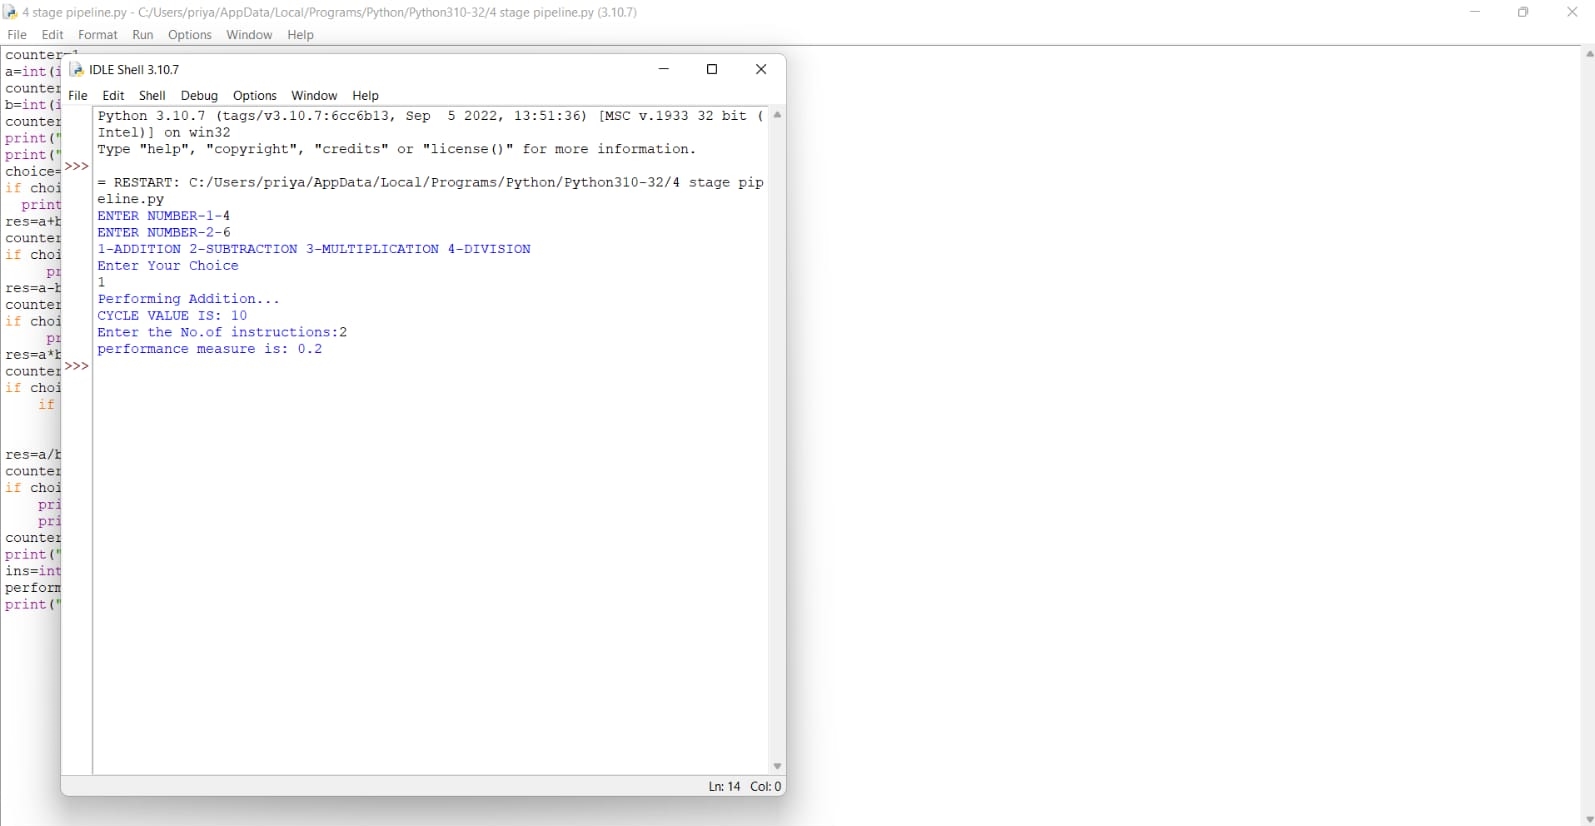 4 stage pipeline.py - C:/Users/priya/AppData/Local/Programs/Python/Python310-32/4 stage pipeline.py (3.10.7)
File Edit Format Run Options Window Help
counter=1
a=int(i
counter
b=int(i
counter
print("
print("
choice=
if choi
print
res=a+b
counter
if choi
pr
res=a-b
counter
if choi
pr
res=a*b
counter
if choi
if
res=a/b
counter
if choi
pri
pri
counter
print("
ins=int
perform
print("
IDLE Shell 3.10.7
File Edit Shell Debug Options Window Help
Python 3.10.7 (tags/v3.10.7:6cc6b13, Sep  5 2022, 13:51:36) [MSC v.1933 32 bit (
Intel)] on win32
Type "help", "copyright", "credits" or "license()" for more information.
>>>
= RESTART: C:/Users/priya/AppData/Local/Programs/Python/Python310-32/4 stage pip
eline.py
ENTER NUMBER-1-4
ENTER NUMBER-2-6
1-ADDITION 2-SUBTRACTION 3-MULTIPLICATION 4-DIVISION
Enter Your Choice
1
Performing Addition...
CYCLE VALUE IS: 10
Enter the No.of instructions:2
performance measure is: 0.2
>>>
Ln: 14 Col: 0